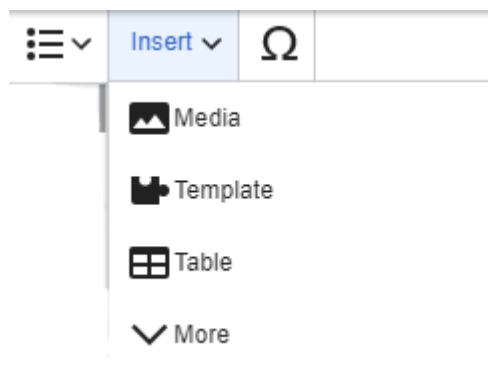 Insert
Ω
Media
Template
Table
More